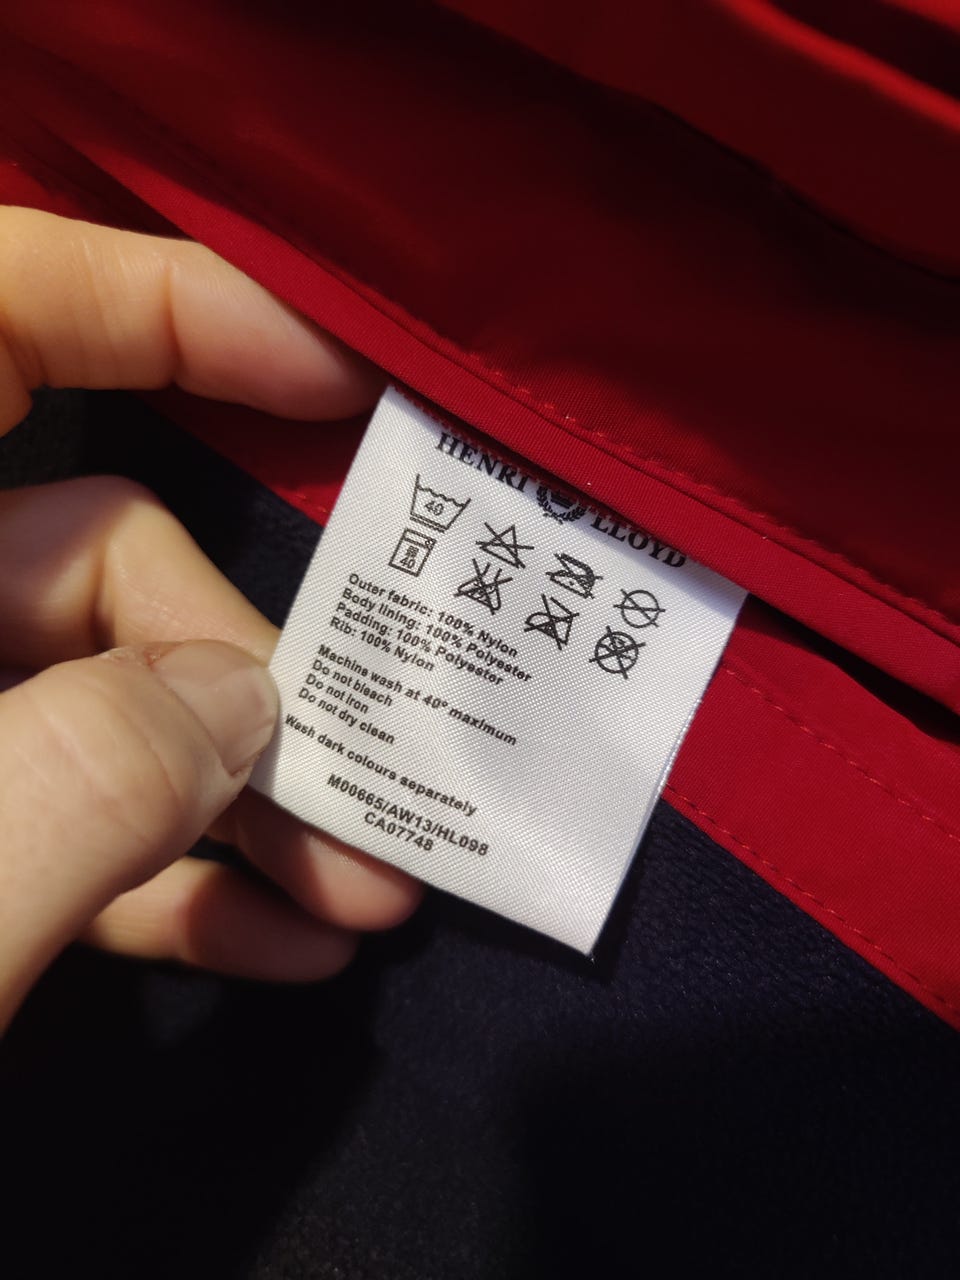 HENRI LLOYD
40
40
Outer fabric: 100% Nylon
Body lining: 100% Polyester
Padding: 100% Polyester
Rib: 100% Nylon
Machine wash at 40° maximum
Do not bleach
Do not iron
Do not dry clean
Wash dark colours separately
M00665/AW13/HL098
CA07748